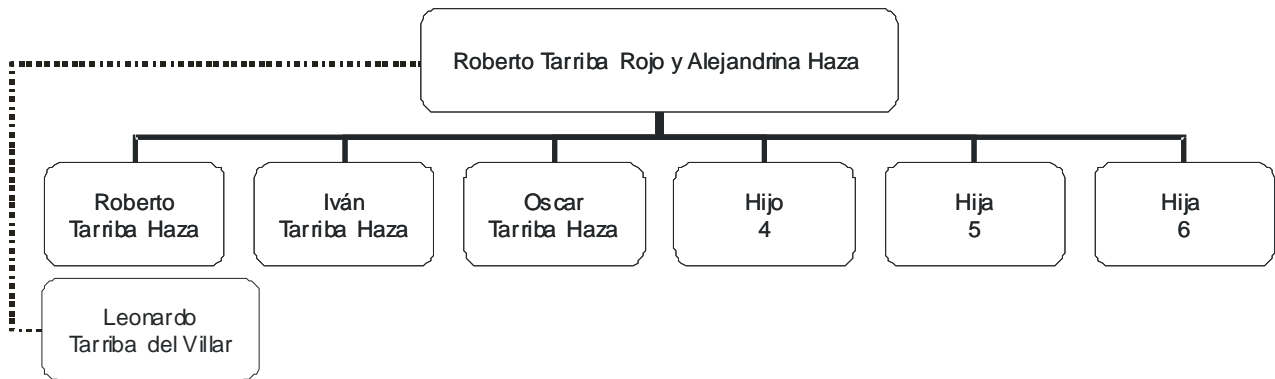 Roberto Tarriba Rojo y Alejandrina Haza
Roberto
Tarriba Haza
Iván
Tarriba Haza
Oscar
Tarriba Haza
Hijo
4
Hija
5
Hija
6
Leonardo
Tarriba del Villar